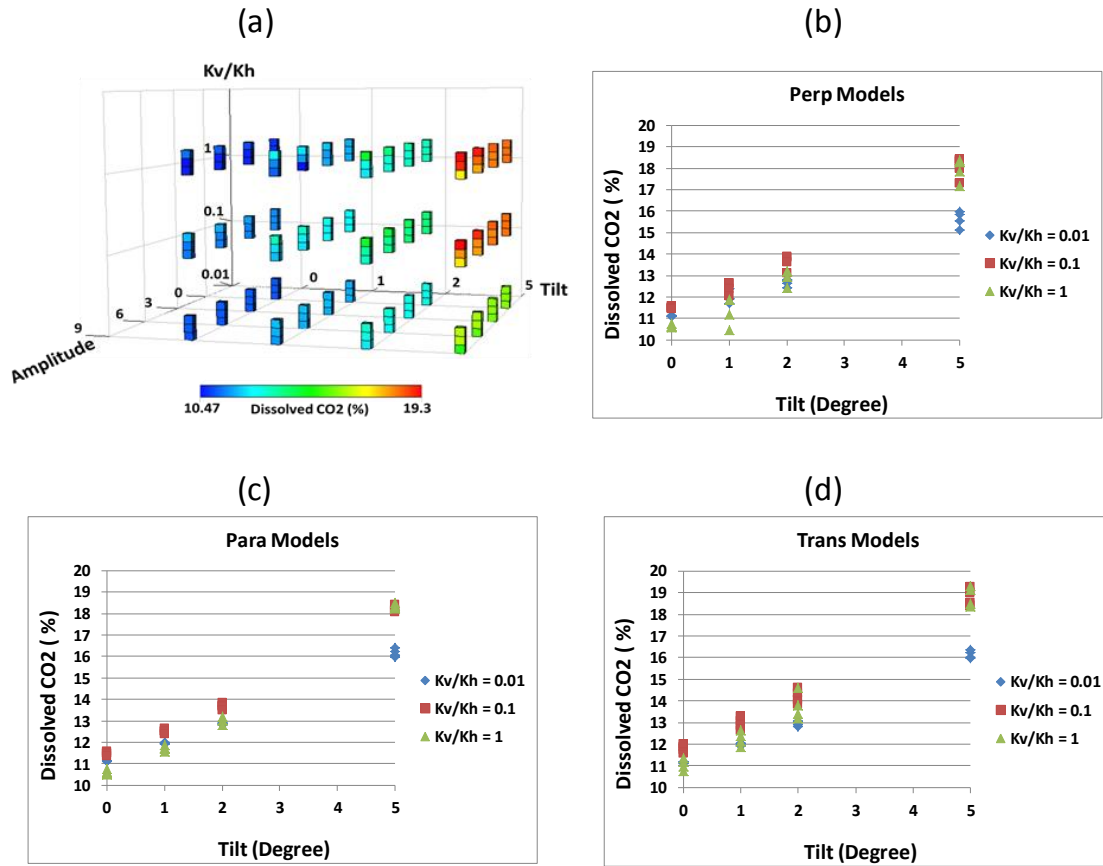 (a)
Kv/Kh
1
0.1
0.01
0
1
2
5
Tilt
0
3
6
9
Amplitude
10.47
Dissolved CO2 (%)
19.3
(b)
Perp Models
Dissolved CO2 ( %)
20
19
18
17
16
15
14
13
12
11
10
0 1 2 3 4 5
Tilt (Degree)
Kv/Kh = 0.01
Kv/Kh = 0.1
Kv/Kh = 1
(c)
Para Models
Dissolved CO2 ( %)
20
19
18
17
16
15
14
13
12
11
10
0 1 2 3 4 5
Tilt (Degree)
Kv/Kh = 0.01
Kv/Kh = 0.1
Kv/Kh = 1
(d)
Trans Models
Dissolved CO2 ( %)
20
19
18
17
16
15
14
13
12
11
10
0 1 2 3 4 5
Tilt (Degree)
Kv/Kh = 0.01
Kv/Kh = 0.1
Kv/Kh = 1